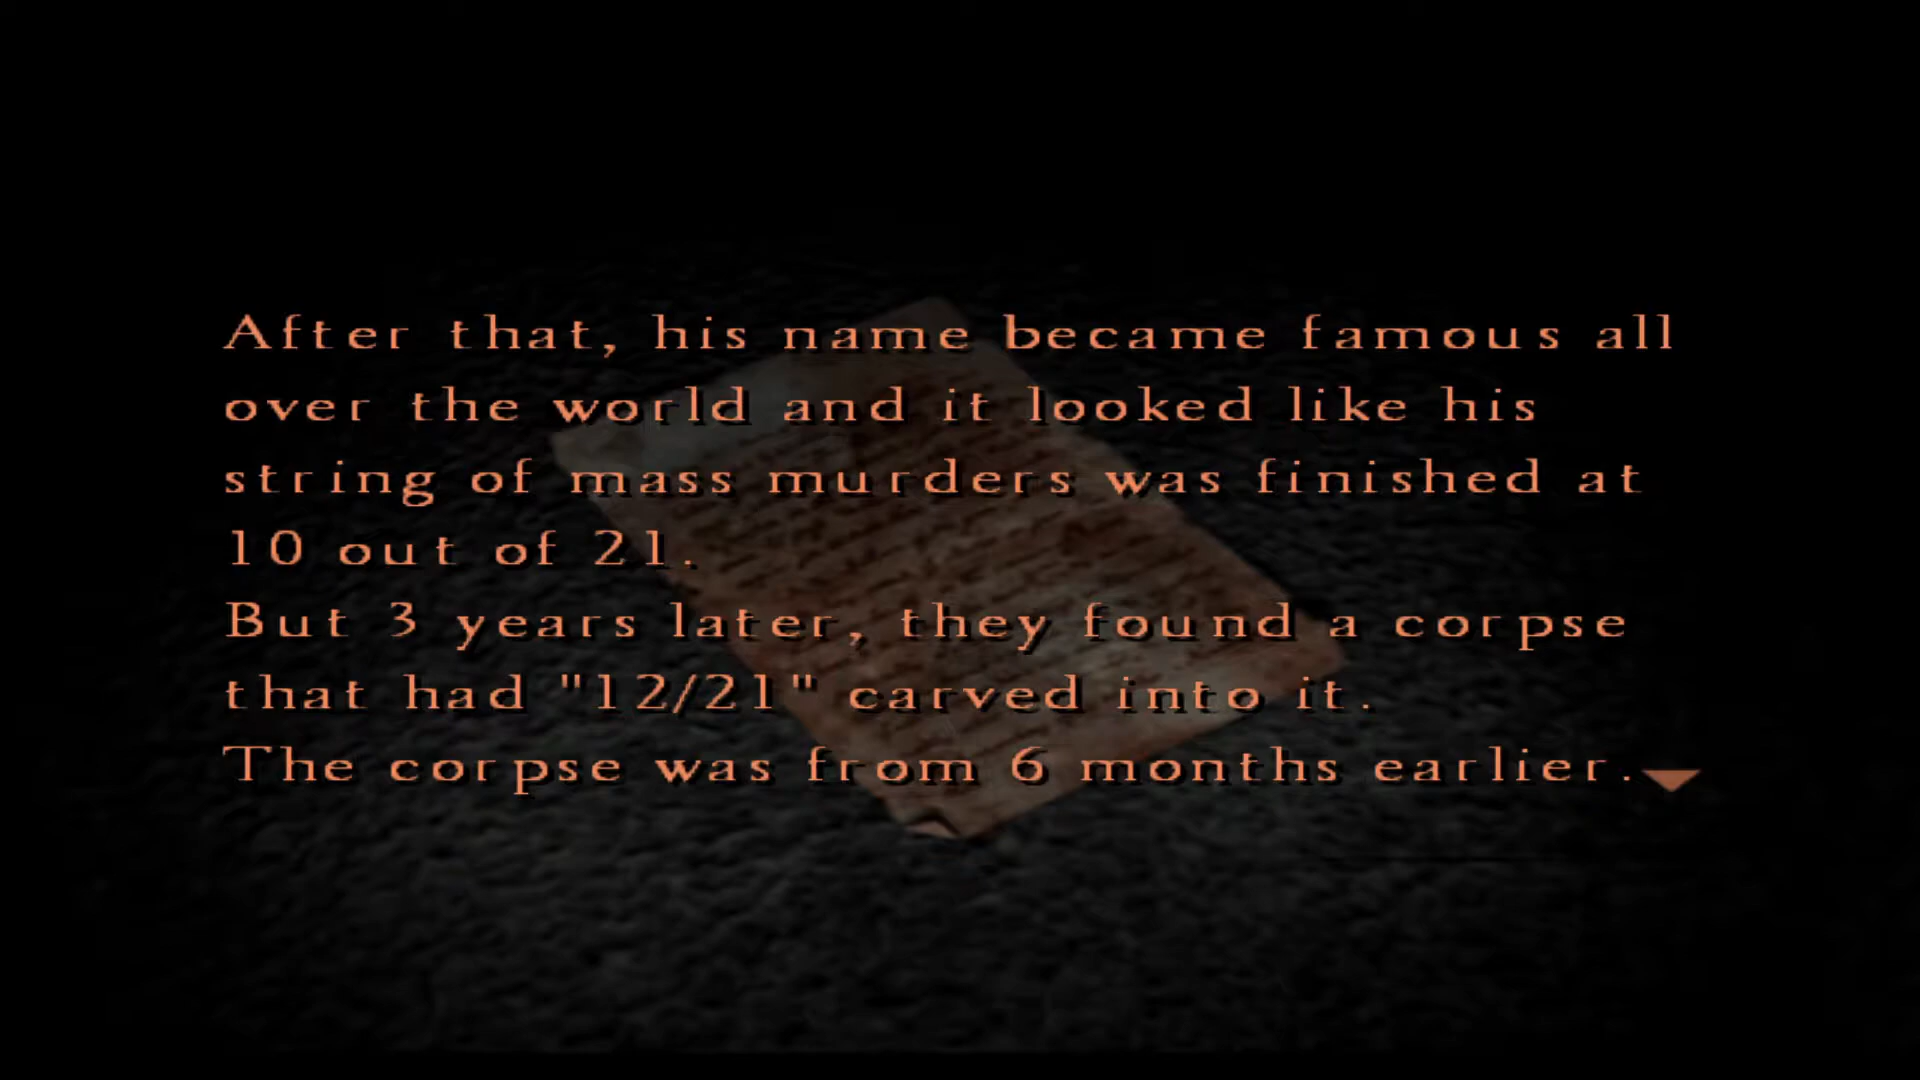 After that, his name became famous all
over the world and it looked like his
string of mass murders was finished at
10 out of 21.
But 3 years later, they found a corpse
that had "12/21" carved into it.
The corpse was from 6 months earlier.